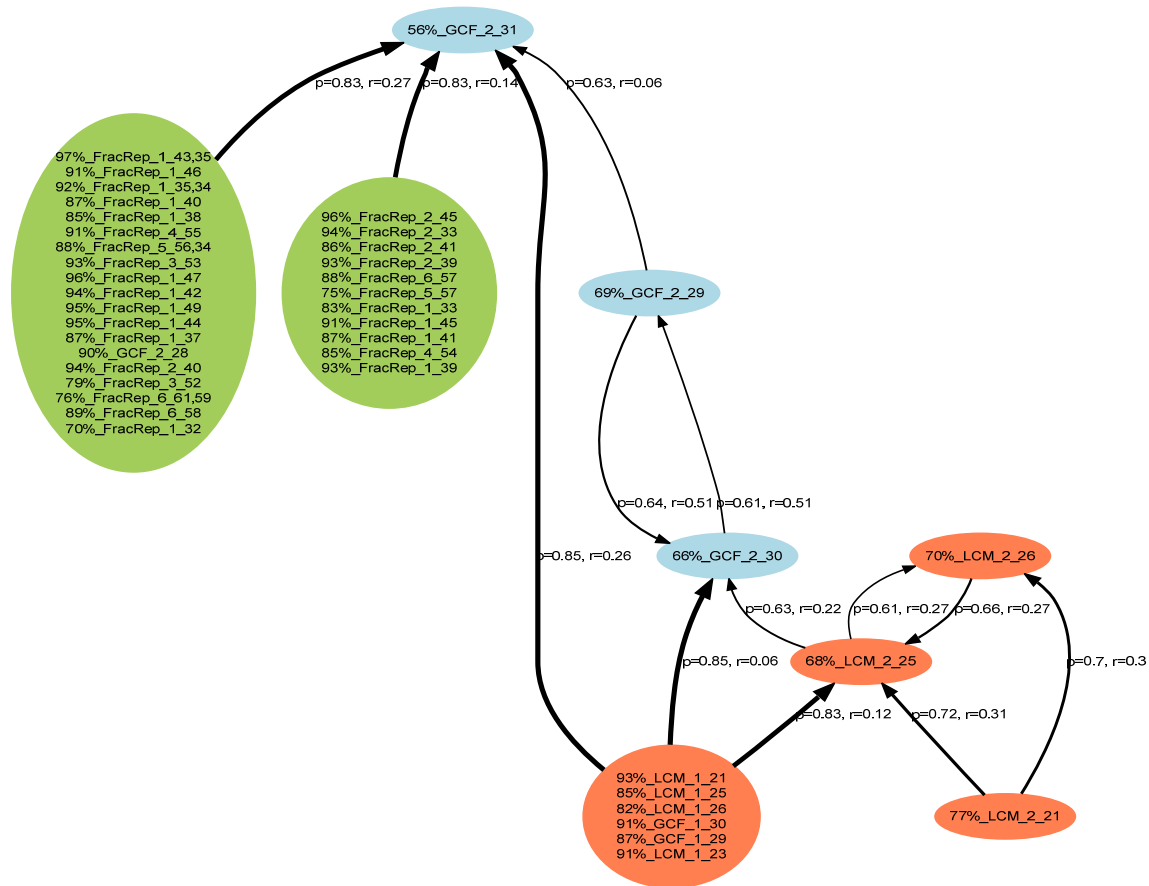 56%_GCF_2_31
p=0.83, r=0.27
p=0.83, r=0.14
p=0.63, r=0.06
97%_FracRep_1_43,35
91%_FracRep_1_46
92%_FracRep_1_35,34
87%_FracRep_1_40
85%_FracRep_1_38
91%_FracRep_4_55
88%_FracRep_5_56,34
93%_FracRep_3_53
96%_FracRep_1_47
94%_FracRep_1_42
95%_FracRep_1_49
95%_FracRep_1_44
87%_FracRep_1_37
90%_GCF_2_28
94%_FracRep_2_40
79%_FracRep_3_52
76%_FracRep_6_61,59
89%_FracRep_6_58
70%_FracRep_1_32
96%_FracRep_2_45
94%_FracRep_2_33
86%_FracRep_2_41
93%_FracRep_2_39
88%_FracRep_6_57
75%_FracRep_5_57
83%_FracRep_1_33
91%_FracRep_1_45
87%_FracRep_1_41
85%_FracRep_4_54
93%_FracRep_1_39
69%_GCF_2_29
p=0.64, r=0.51
p=0.61, r=0.51
p=0.85, r=0.26
66%_GCF_2_30
70%_LCM_2_26
p=0.63, r=0.22
p=0.61, r=0.27
p=0.66, r=0.27
p=0.85, r=0.06
68%_LCM_2_25
p=0.7, r=0.3
p=0.83, r=0.12
p=0.72, r=0.31
93%_LCM_1_21
85%_LCM_1_25
82%_LCM_1_26
91%_GCF_1_30
87%_GCF_1_29
91%_LCM_1_23
77%_LCM_2_21